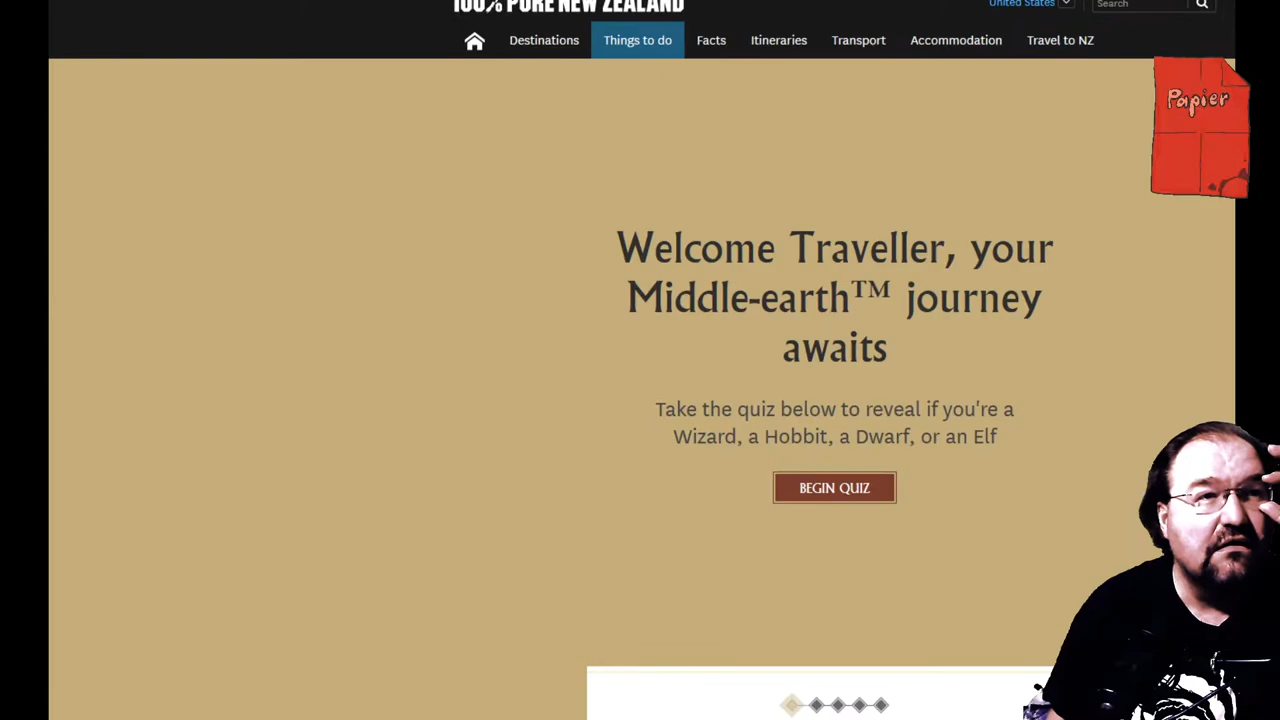 100% PURE NEW ZEALAND
United States
Search
Destinations Things to do Facts Itineraries Transport Accommodation Travel to NZ
Papier
Welcome Traveller, your
Middle-earth™ journey
awaits
Take the quiz below to reveal if you're a
Wizard, a Hobbit, a Dwarf, or an Elf
BEGIN QUIZ